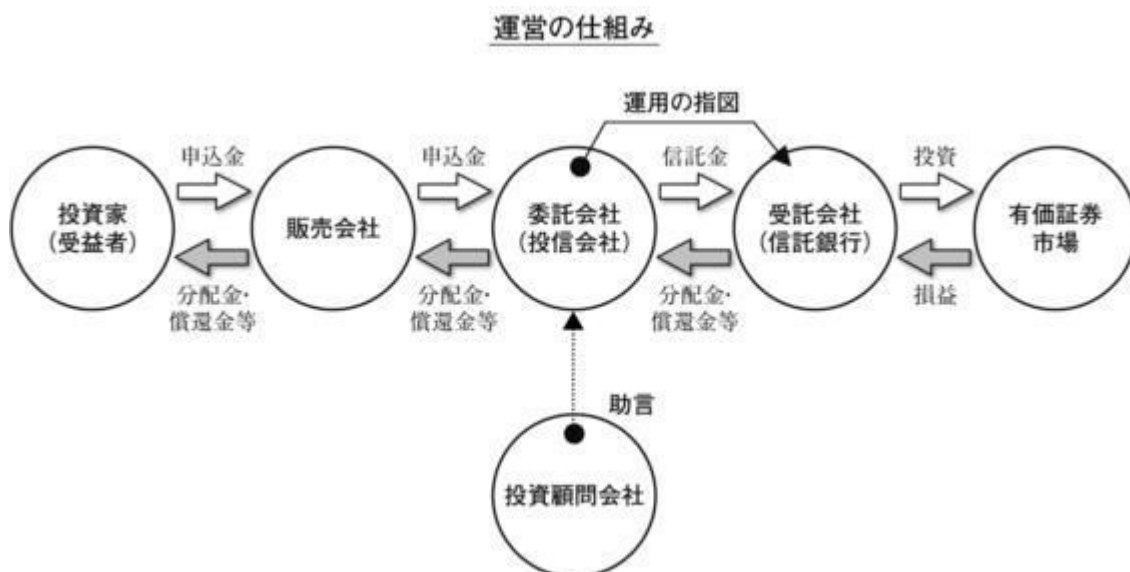 運営の仕組み
運用の指図
申込金
申込金
信託金
投資
投資家
（受益者）
販売会社
委託会社
（投信会社）
受託会社
（信託銀行）
有価証券
市場
分配金・
償還金等
分配金・
償還金等
分配金・
償還金等
損益
助言
投資顧問会社